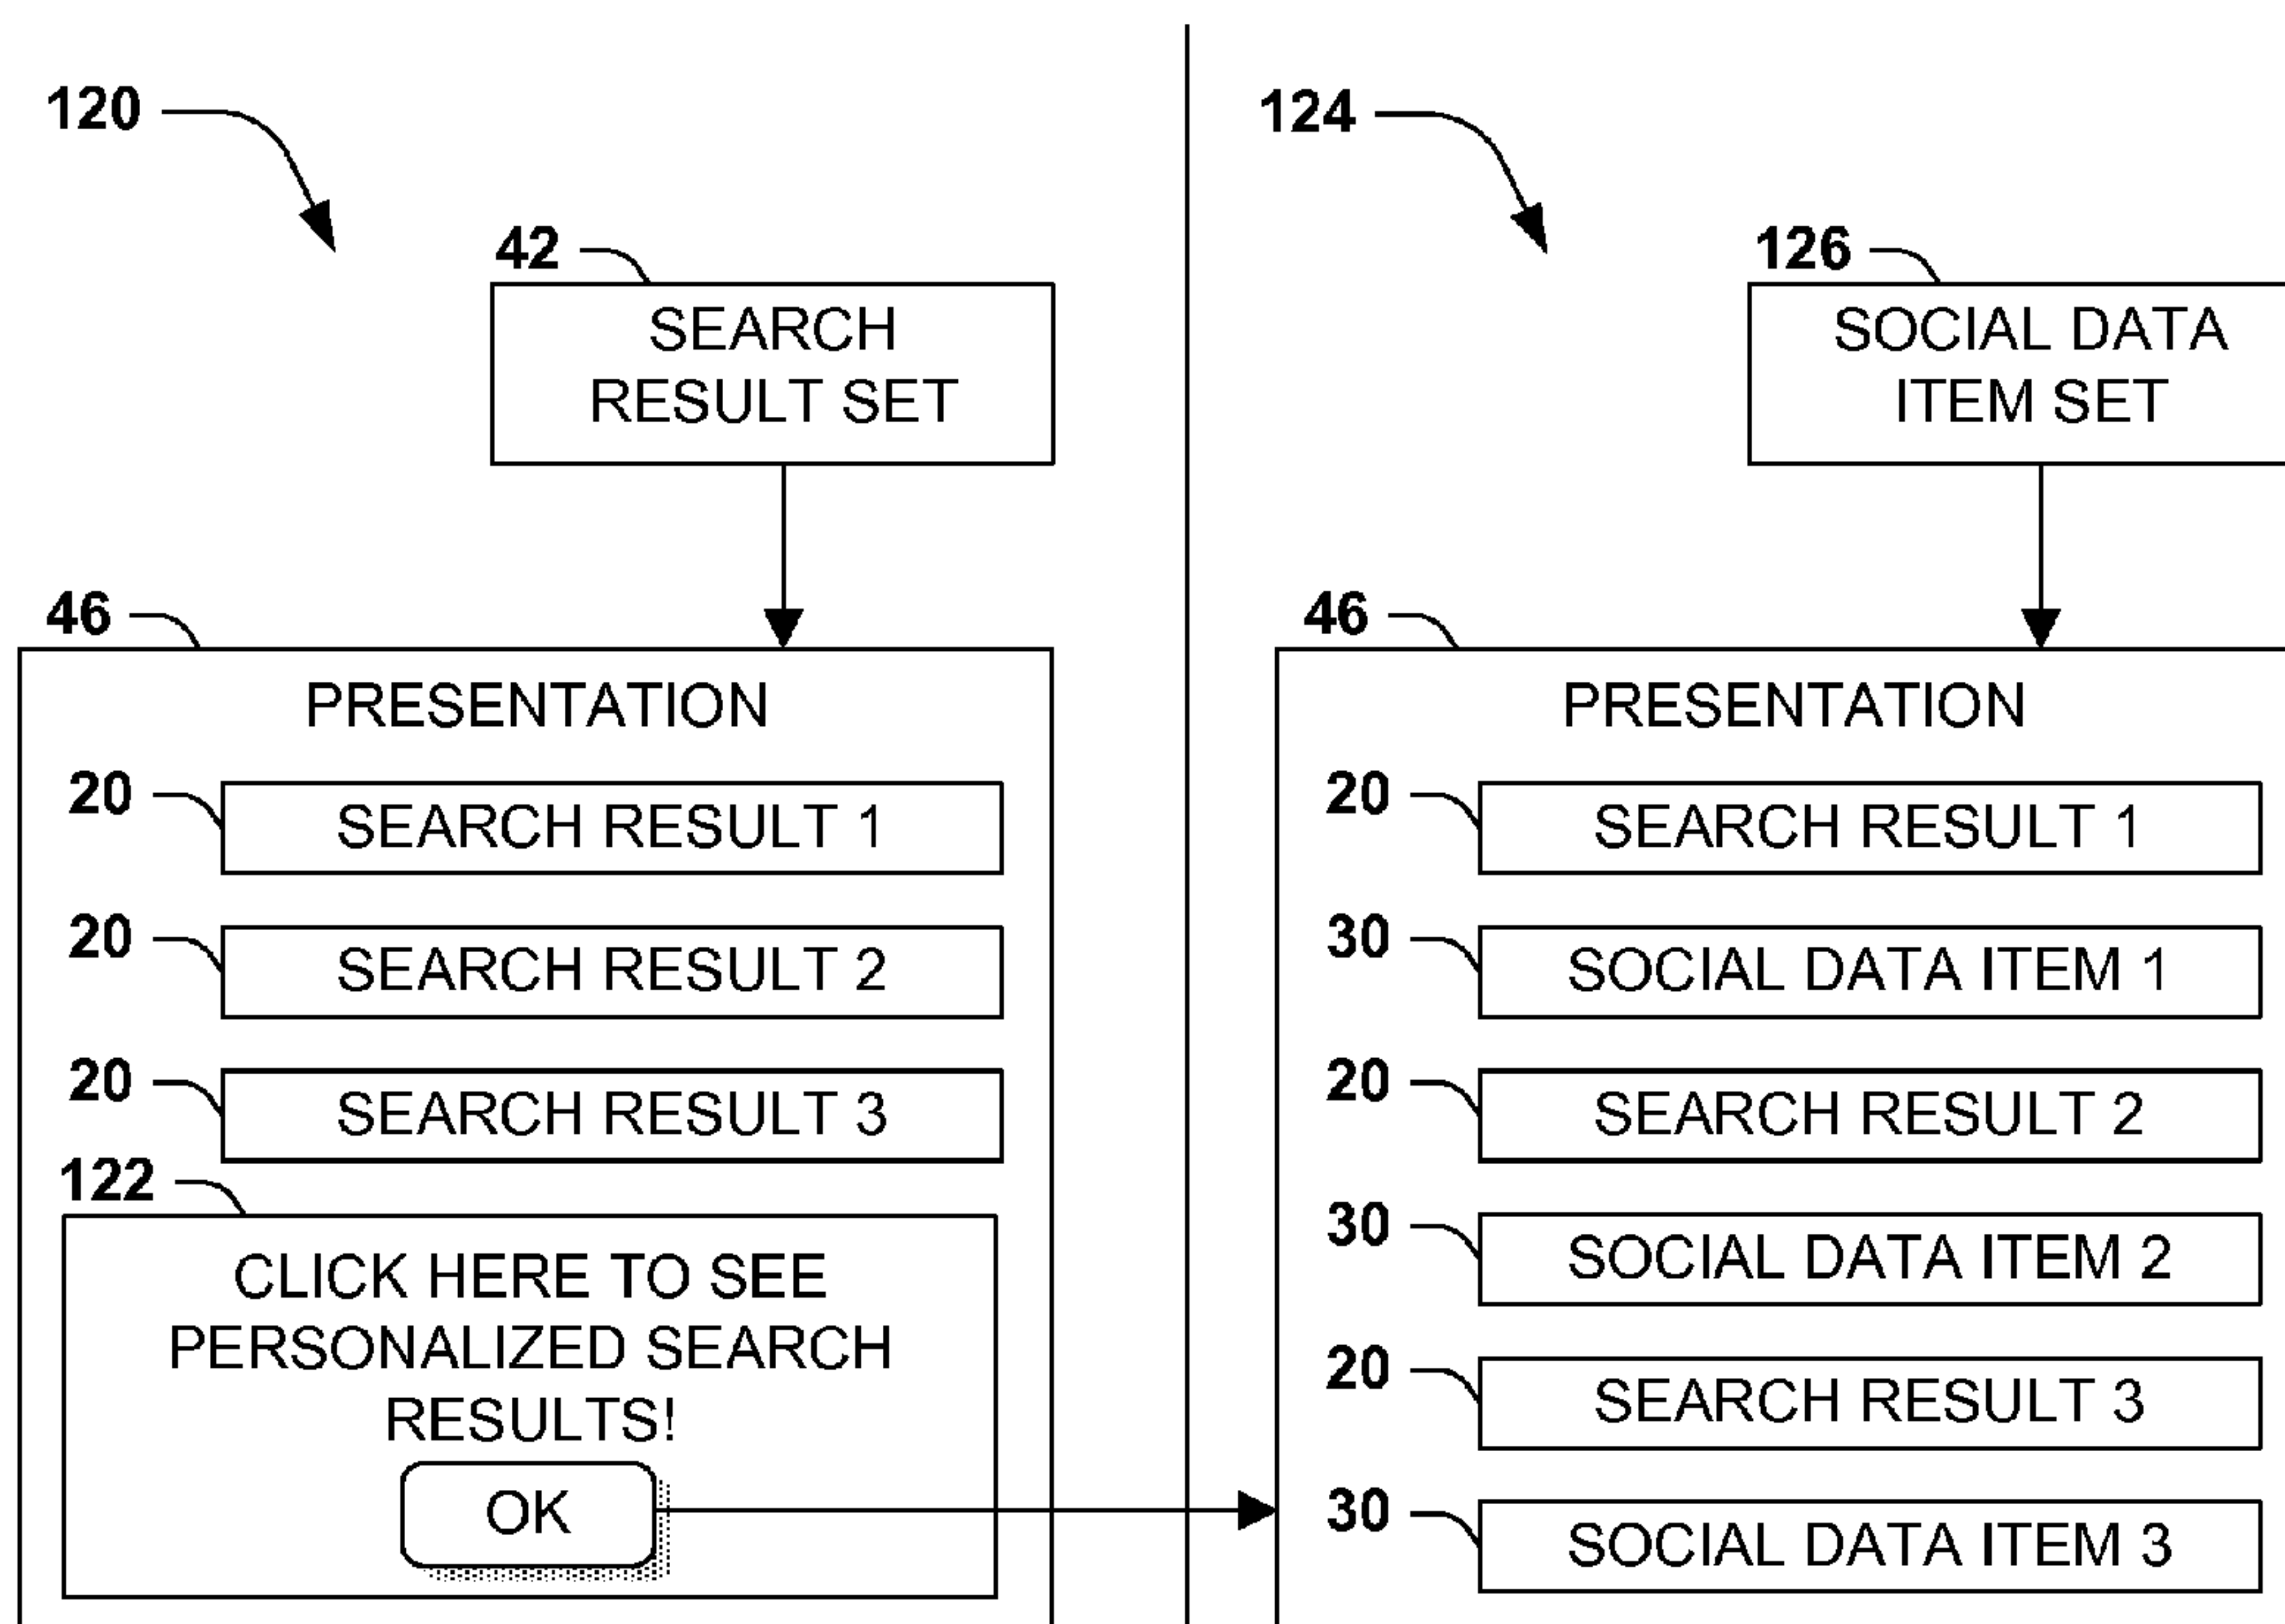 120
42
SEARCH
RESULT SET
46
PRESENTATION
20
SEARCH RESULT 1
20
SEARCH RESULT 2
20
SEARCH RESULT 3
122
CLICK HERE TO SEE
PERSONALIZED SEARCH
RESULTS!
OK
124
126
SOCIAL DATA
ITEM SET
46
PRESENTATION
20
SEARCH RESULT 1
30
SOCIAL DATA ITEM 1
20
SEARCH RESULT 2
30
SOCIAL DATA ITEM 2
20
SEARCH RESULT 3
30
SOCIAL DATA ITEM 3